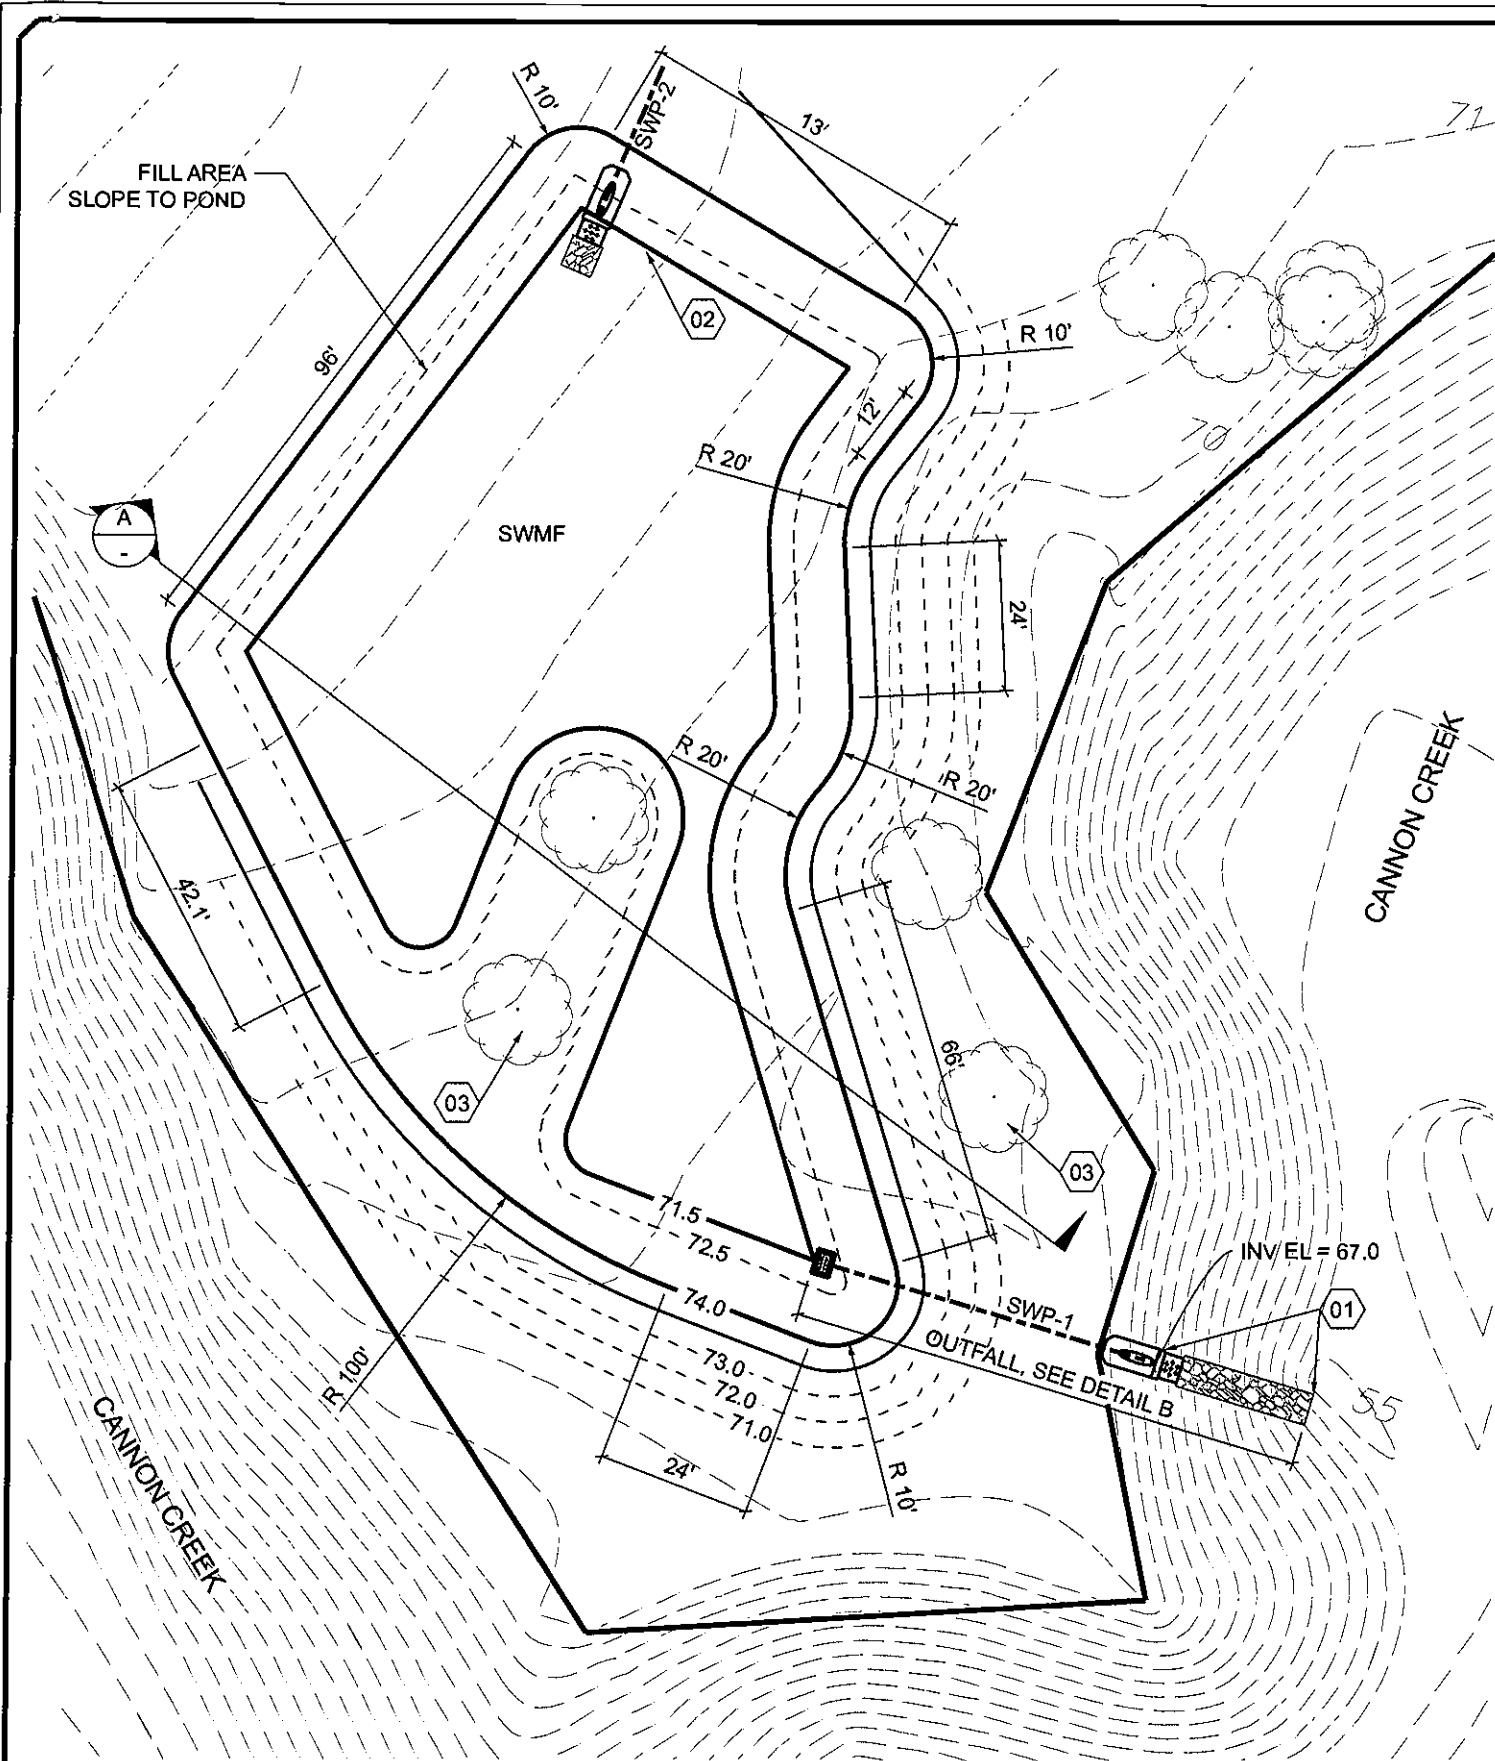 R 10'
SWP-2
13'
71
FILL AREA
SLOPE TO POND
02
R 10'
96'
12'
70
R 20'
A
-
SWMF
24'
R 20'
R 20'
CANNON CREEK
42.1'
66'
03
03
71.5
72.5
INV EL = 67.0
74.0
SWP-1
01
OUTFALL, SEE DETAIL B
73.0
72.0
71.0
R 100'
55
CANNON CREEK
24'
R 10'